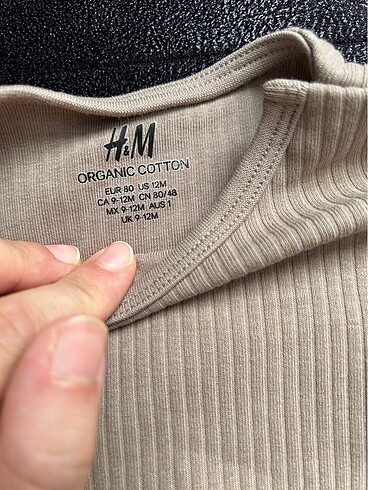 H&M
ORGANIC COTTON
EUR 80 US 12M
CA 9-12M CN 80/48
MX 9-12M AUS 1
UK 9-12M